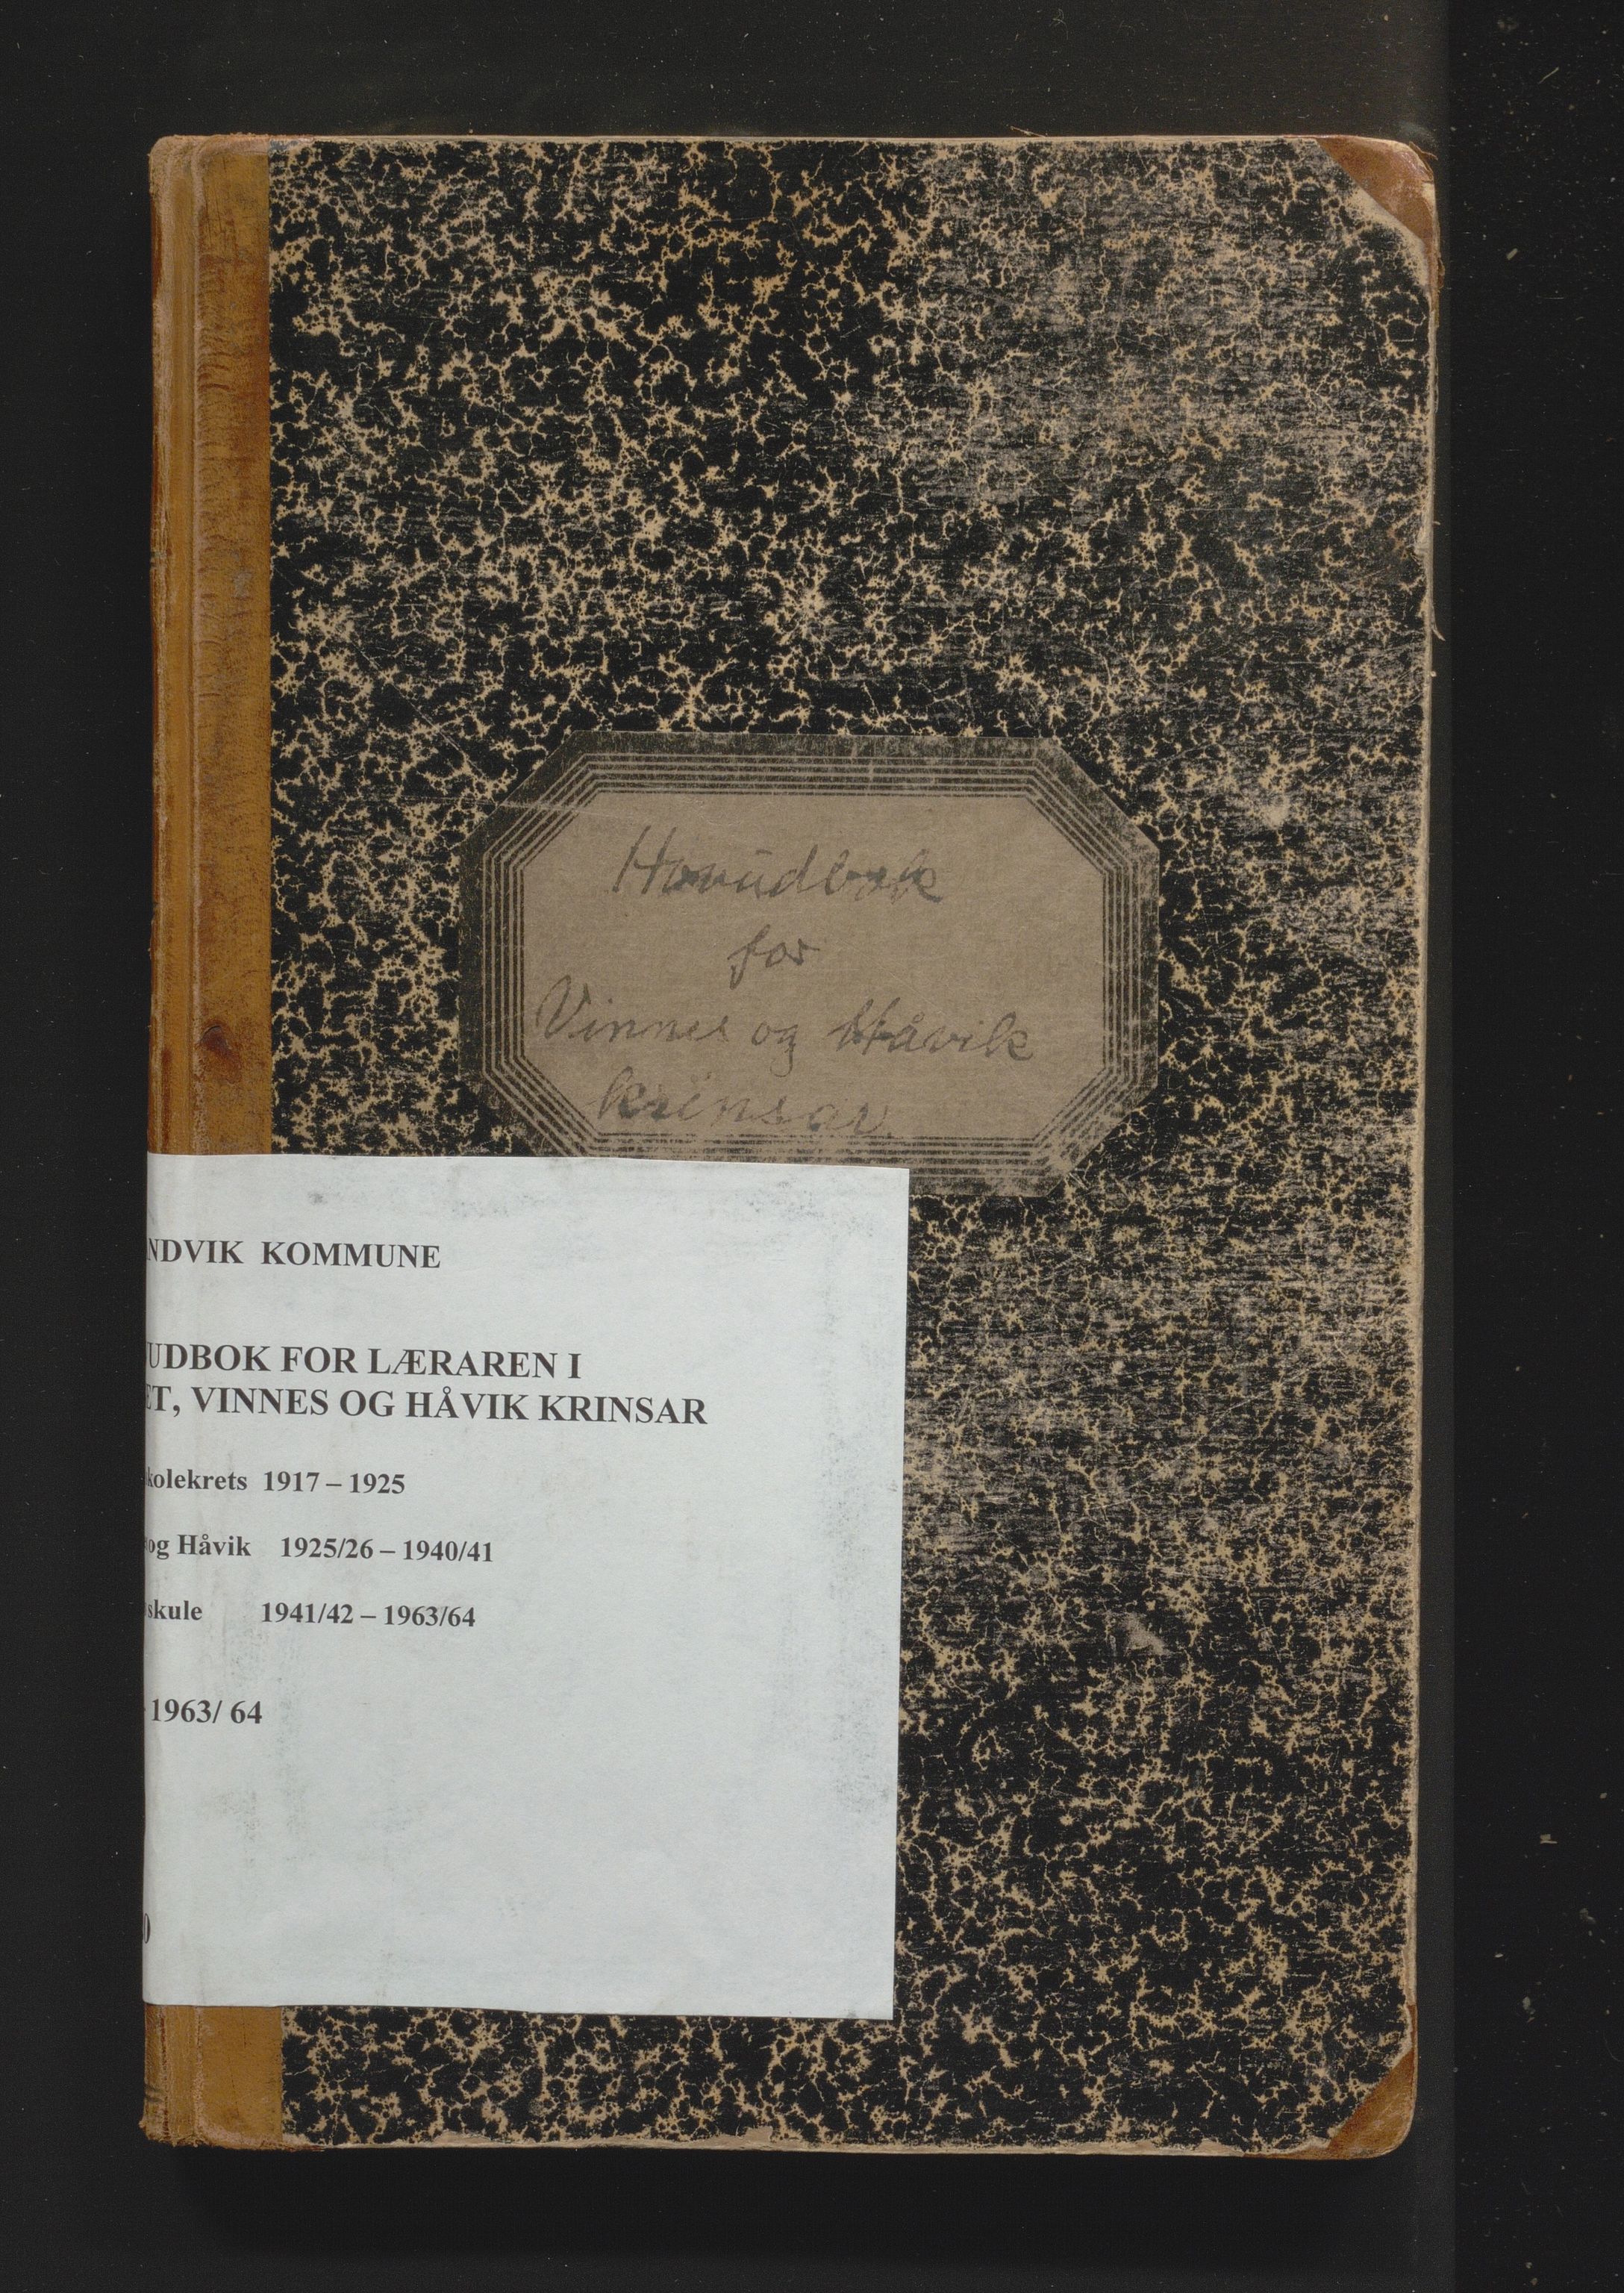 Hovudbok
for
Vinnes og Håvik
krinsar
NDVIK KOMMUNE
UDBOK FOR LÆRAREN I
ET, VINNES OG HÅVIK KRINSAR
kolekrets 1917 – 1925
og Håvik 1925/26 – 1940/41
skule 1941/42 – 1963/64
1963/ 64
0